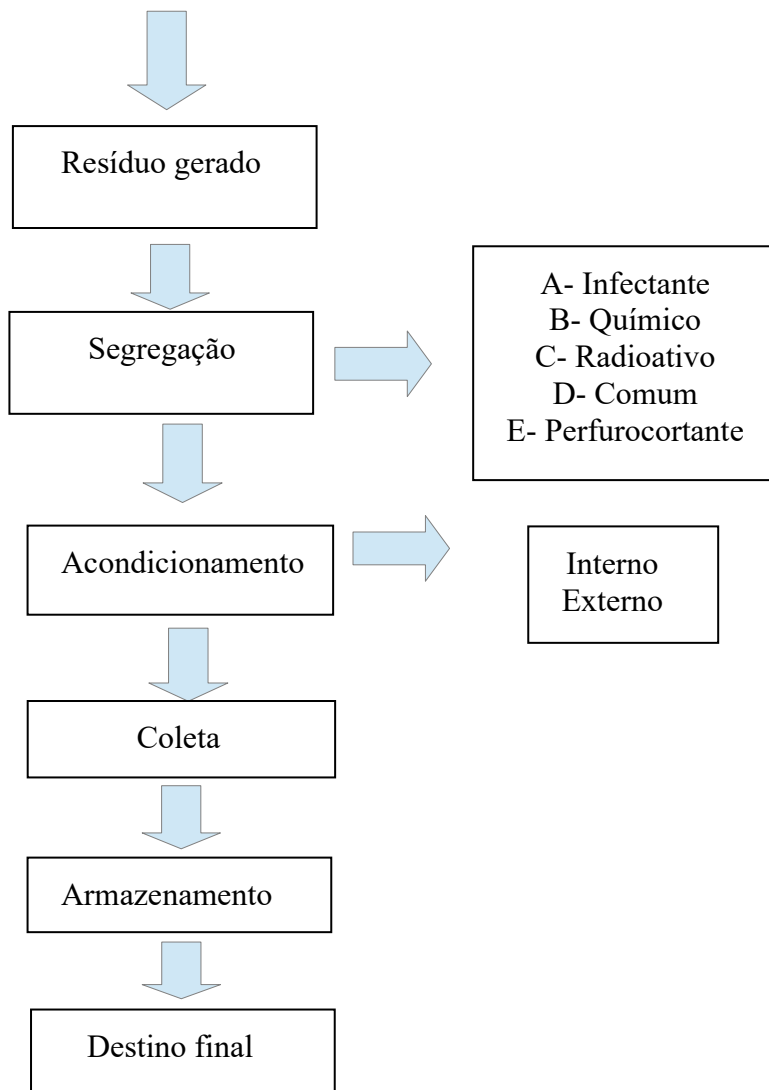 Resíduo gerado
Segregação
A- Infectante
B- Químico
C- Radioativo
D- Comum
E- Perfurocortante
Acondicionamento
Interno
Externo
Coleta
Armazenamento
Destino final